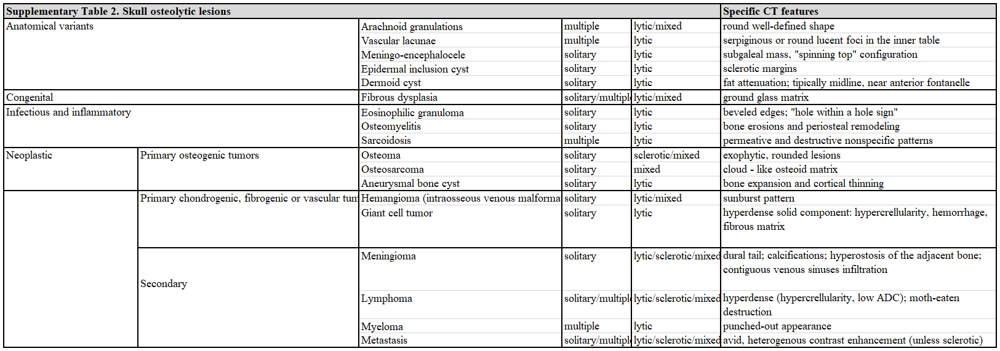 Supplementary Table 2. Skull osteolytic lesions Specific CT features
Anatomical variants Arachnoid granulations multiple lytic/mixed round well-defined shape
Vascular lacunae multiple lytic serpiginous or round lucent foci in the inner table
Meningo-encephalocele solitary lytic subgaleal mass, "spinning top" configuration
Epidermal inclusion cyst solitary lytic sclerotic margins
Dermoid cyst solitary lytic fat attenuation; tipically midline, near anterior fontanelle
Congenital Fibrous dysplasia solitary/multipl lytic/mixed ground glass matrix
Infectious and inflammatory Eosinophilic granuloma solitary lytic beveled edges; "hole within a hole sign"
Osteomyelitis solitary lytic bone erosions and periosteal remodeling
Sarcoidosis multiple lytic permeative and destructive nonspecific patterns
Neoplastic Primary osteogenic tumors Osteoma solitary sclerotic/mixed exophytic, rounded lesions
Osteosarcoma solitary mixed cloud - like osteoid matrix
Aneurysmal bone cyst solitary lytic bone expansion and cortical thinning
Primary chondrogenic, fibrogenic or vascular tum Hemangioma (intraosseous venous malforma solitary lytic/mixed sunburst pattern
Giant cell tumor solitary lytic hyperdense solid component: hypercrellularity, hemorrhage,
fibrous matrix
Meningioma solitary lytic/sclerotic/mixed dural tail; calcifications; hyperostosis of the adjacent bone;
contiguous venous sinuses infiltration
Secondary
Lymphoma solitary/multipl lytic/sclerotic/mixed hyperdense (hypercrellularity, low ADC); moth-eaten
destruction
Myeloma multiple lytic punched-out appearance
Metastasis solitary/multipl lytic/sclerotic/mixed avid, heterogenous contrast enhancement (unless sclerotic)